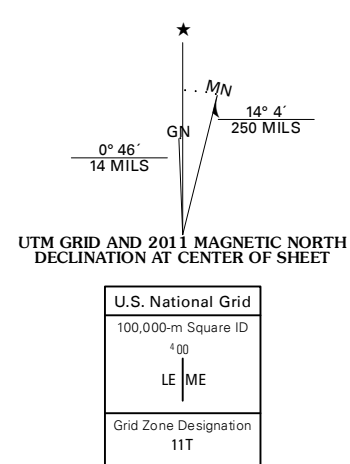 ★
MN
GN
14° 4´
250 MILS
0° 46´
14 MILS
UTM GRID AND 2011 MAGNETIC NORTH
DECLINATION AT CENTER OF SHEET
U.S. National Grid
100,000-m Square ID
⁴00
LE ME
Grid Zone Designation
11T